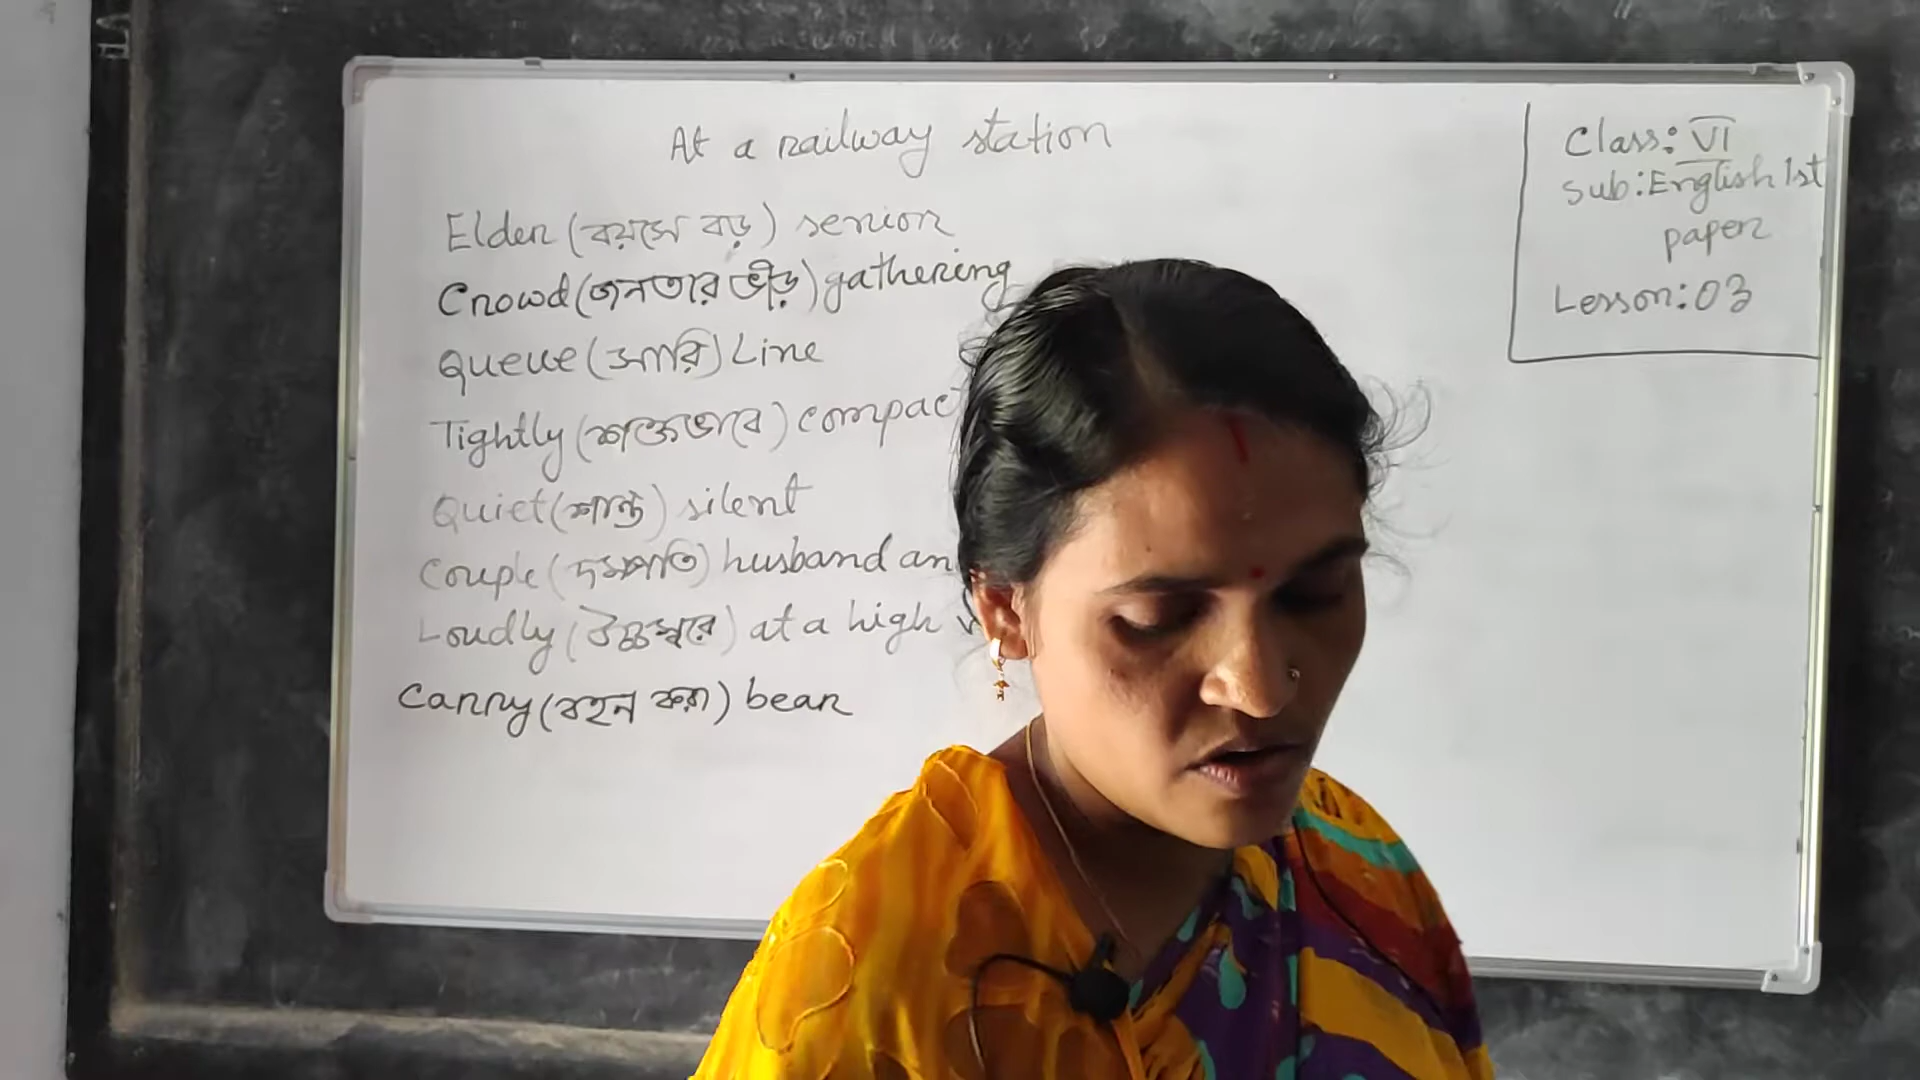 At a railway station
Class: VI
Sub: English 1st
paper
Lesson: 03
Elder (বয়সে বড়) senior
Crowd (জনতার ভীড়) gathering
Queue (সারি) Line
Tightly (শক্তভাবে) compac
Quiet (শান্ত) silent
Couple (দম্পতি) husband an
Loudly (উচ্চস্বরে) at a high
Carry (বহন করা) bear